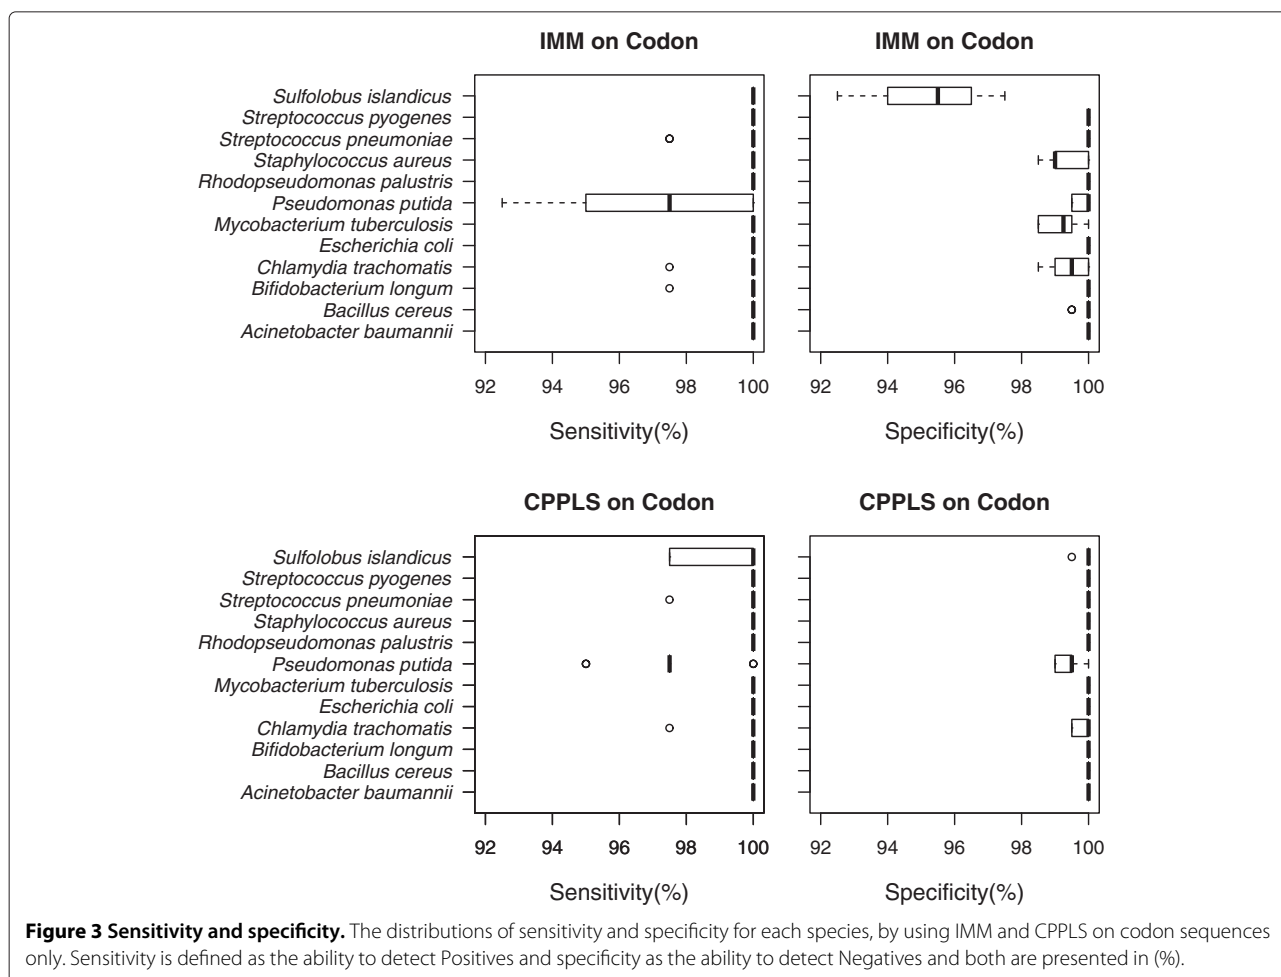 IMM on Codon
IMM on Codon
Sulfolobus islandicus
Streptococcus pyogenes
Streptococcus pneumoniae
Staphylococcus aureus
Rhodopseudomonas palustris
Pseudomonas putida
Mycobacterium tuberculosis
Escherichia coli
Chlamydia trachomatis
Bifidobacterium longum
Bacillus cereus
Acinetobacter baumannii
92 94 96 98 100
92 94 96 98 100
Sensitivity(%)
Specificity(%)
CPPLS on Codon
CPPLS on Codon
Sulfolobus islandicus
Streptococcus pyogenes
Streptococcus pneumoniae
Staphylococcus aureus
Rhodopseudomonas palustris
Pseudomonas putida
Mycobacterium tuberculosis
Escherichia coli
Chlamydia trachomatis
Bifidobacterium longum
Bacillus cereus
Acinetobacter baumannii
92 94 96 98 100
92 94 96 98 100
Sensitivity(%)
Specificity(%)
Figure 3 Sensitivity and specificity. The distributions of sensitivity and specificity for each species, by using IMM and CPPLS on codon sequences
only. Sensitivity is defined as the ability to detect Positives and specificity as the ability to detect Negatives and both are presented in (%).